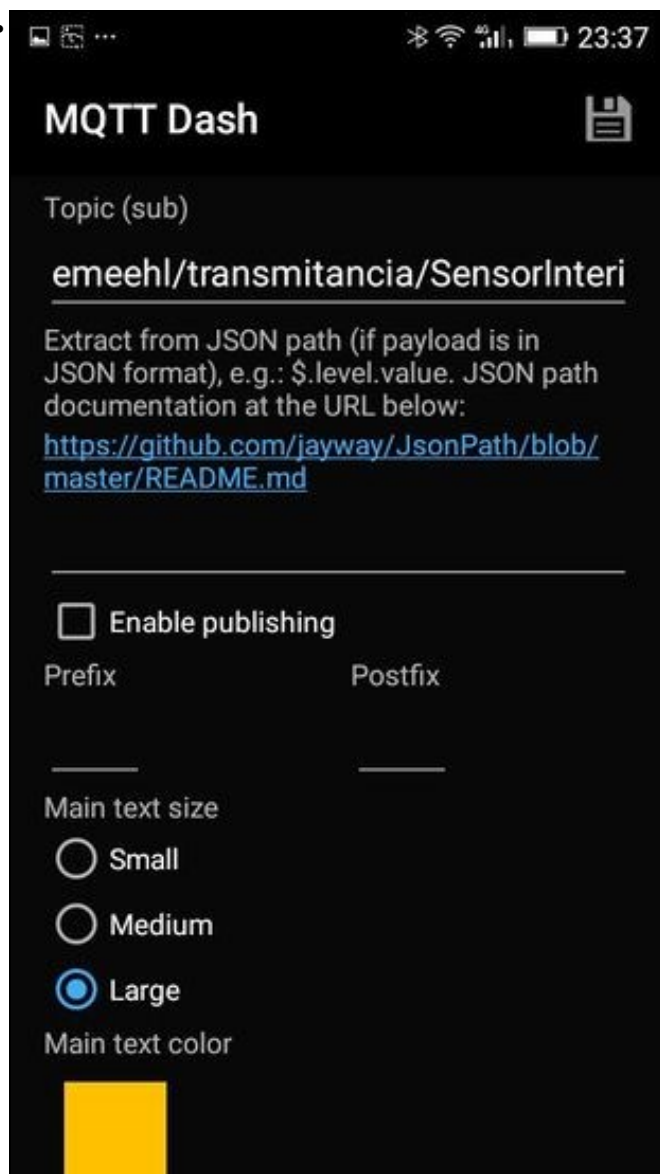 23:37
MQTT Dash
Topic (sub)
emeehl/transmitancia/SensorInteri
Extract from JSON path (if payload is in
JSON format), e.g.: $.level.value. JSON path
documentation at the URL below:
https://github.com/jayway/JsonPath/blob/
master/README.md
Enable publishing
Prefix Postfix
Main text size
Small
Medium
Large
Main text color